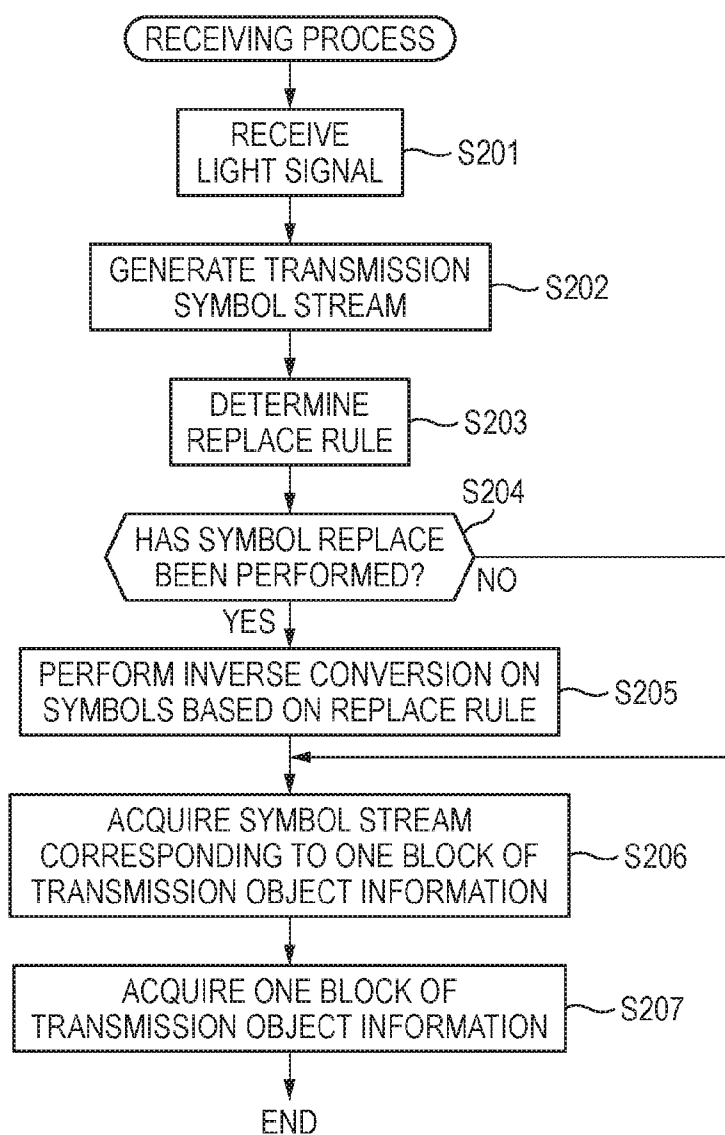 RECEIVING PROCESS
RECEIVE
LIGHT SIGNAL
S201
GENERATE TRANSMISSION
SYMBOL STREAM
S202
DETERMINE
REPLACE RULE
S203
S204
HAS SYMBOL REPLACE
BEEN PERFORMED?
NO
YES
PERFORM INVERSE CONVERSION ON
SYMBOLS BASED ON REPLACE RULE
S205
ACQUIRE SYMBOL STREAM
CORRESPONDING TO ONE BLOCK OF
TRANSMISSION OBJECT INFORMATION
S206
ACQUIRE ONE BLOCK OF
TRANSMISSION OBJECT INFORMATION
S207
END